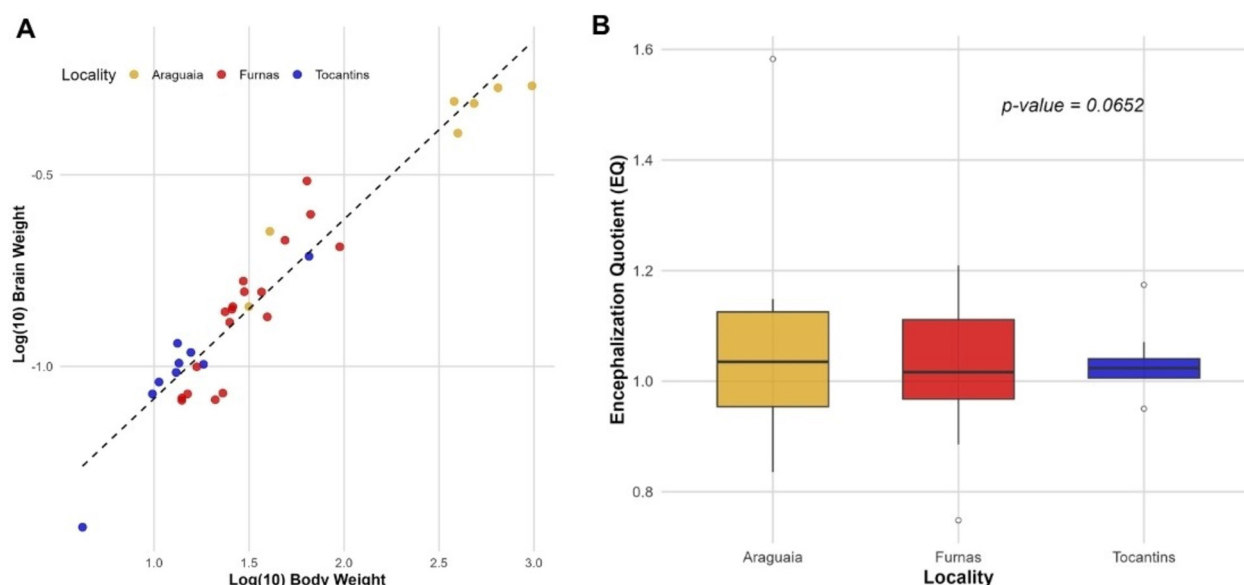 A
Locality Araguaia Furnas Tocantins
Log(10) Brain Weight
-0.5
-1.0
1.0 1.5 2.0 2.5 3.0
Log(10) Body Weight
B
p-value = 0.0652
Encephalization Quotient (EQ)
1.6
1.4
1.2
1.0
0.8
Araguaia Furnas Tocantins
Locality